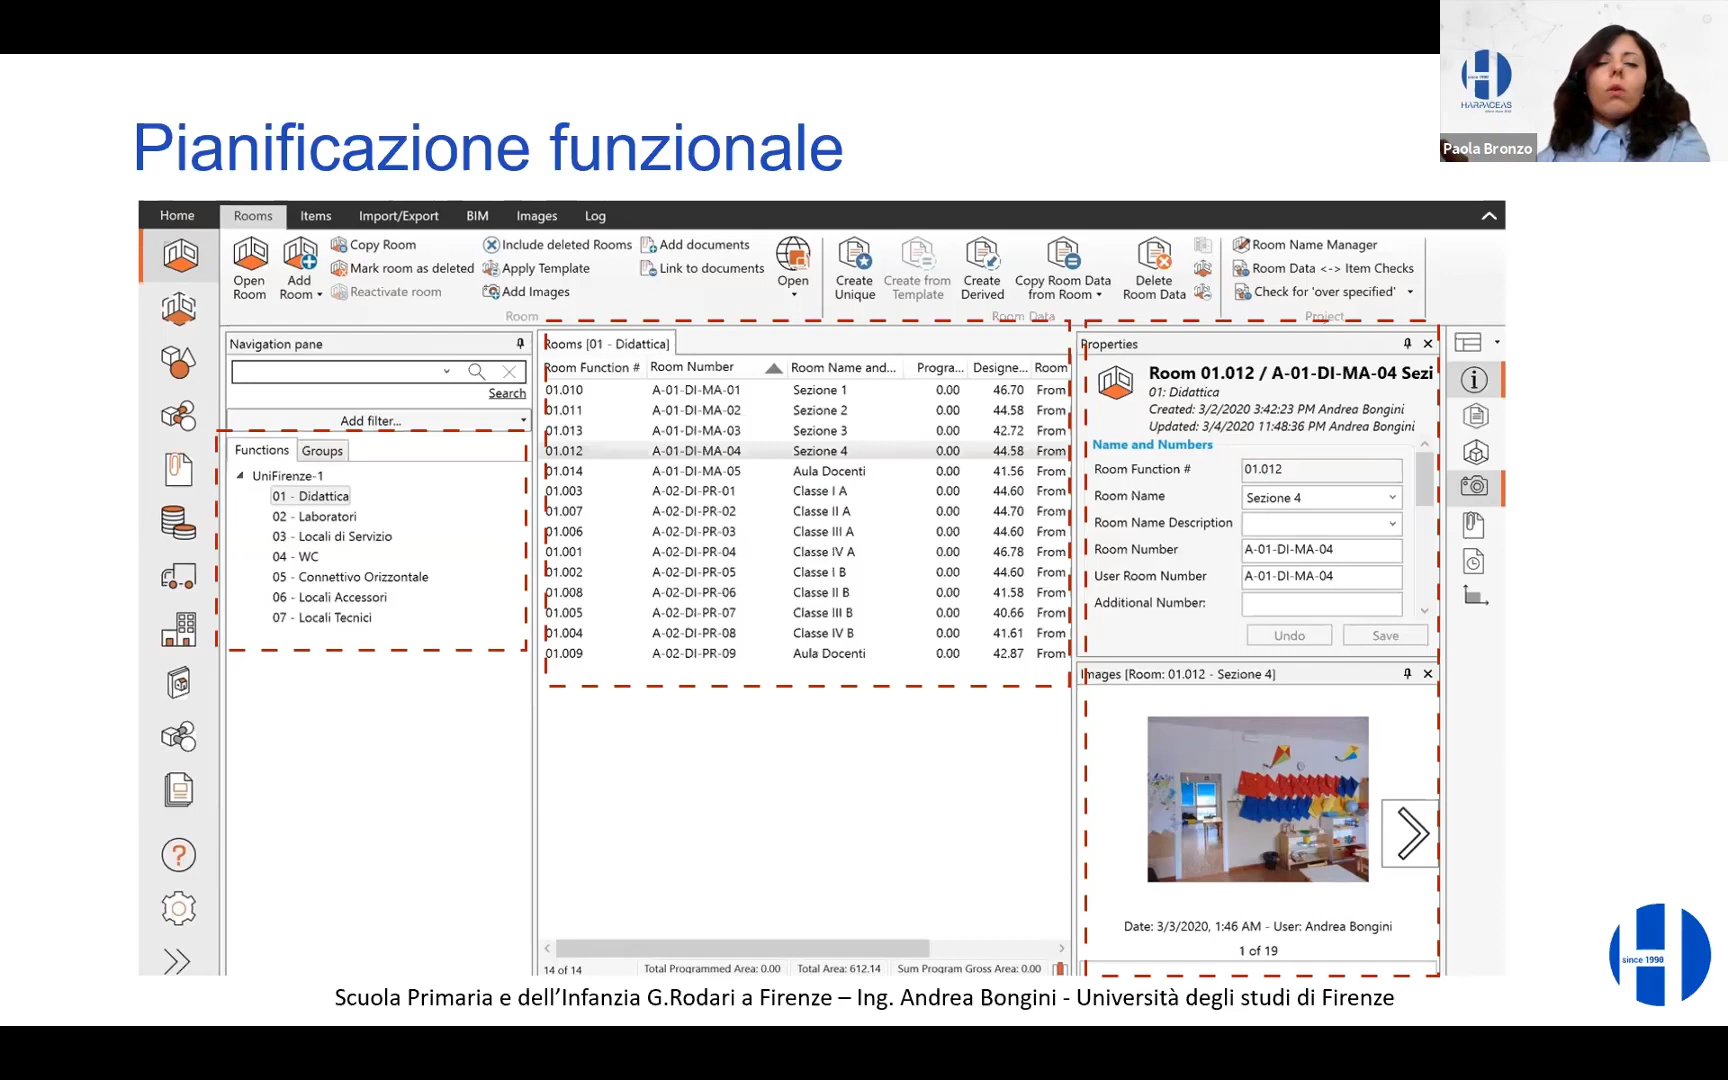 since 1990
HARPACEAS
Paola Bronzo
Pianificazione funzionale
Home Rooms Items Import/Export BIM Images Log
Open Room
Add Room
Copy Room
Mark room as deleted
Reactivate room
Include deleted Rooms
Apply Template
Add Images
Add documents
Link to documents
Open
Room
Create Unique
Create from Template
Create Derived
Copy Room Data from Room
Delete Room Data
Room Data
Room Name Manager
Room Data <-> Item Checks
Check for 'over specified'
Project
Navigation pane
Search
Add filter...
Functions Groups
UniFirenze-1
01 - Didattica
02 - Laboratori
03 - Locali di Servizio
04 - WC
05 - Connettivo Orizzontale
06 - Locali Accessori
07 - Locali Tecnici
Rooms [01 - Didattica]
Room Function # Room Number Room Name and... Progra... Designe... Room
01.010 A-01-DI-MA-01 Sezione 1 0.00 46.70 From
01.011 A-01-DI-MA-02 Sezione 2 0.00 44.58 From
01.013 A-01-DI-MA-03 Sezione 3 0.00 42.72 From
01.012 A-01-DI-MA-04 Sezione 4 0.00 44.58 From
01.014 A-01-DI-MA-05 Aula Docenti 0.00 41.56 From
01.003 A-02-DI-PR-01 Classe I A 0.00 44.60 From
01.007 A-02-DI-PR-02 Classe II A 0.00 44.70 From
01.006 A-02-DI-PR-03 Classe III A 0.00 44.60 From
01.001 A-02-DI-PR-04 Classe IV A 0.00 46.78 From
01.002 A-02-DI-PR-05 Classe I B 0.00 44.60 From
01.008 A-02-DI-PR-06 Classe II B 0.00 41.58 From
01.005 A-02-DI-PR-07 Classe III B 0.00 40.66 From
01.004 A-02-DI-PR-08 Classe IV B 0.00 41.61 From
01.009 A-02-DI-PR-09 Aula Docenti 0.00 42.87 From
14 of 14 Total Programmed Area: 0.00 Total Area: 612.14 Sum Program Gross Area: 0.00
Properties
Room 01.012 / A-01-DI-MA-04 Sezi
01: Didattica
Created: 3/2/2020 3:42:23 PM Andrea Bongini
Updated: 3/4/2020 11:48:36 PM Andrea Bongini
Name and Numbers
Room Function # 01.012
Room Name Sezione 4
Room Name Description
Room Number A-01-DI-MA-04
User Room Number A-01-DI-MA-04
Additional Number:
Undo Save
Images [Room: 01.012 - Sezione 4]
Date: 3/3/2020, 1:46 AM - User: Andrea Bongini
1 of 19
Scuola Primaria e dell'Infanzia G.Rodari a Firenze – Ing. Andrea Bongini - Università degli studi di Firenze
since 1990